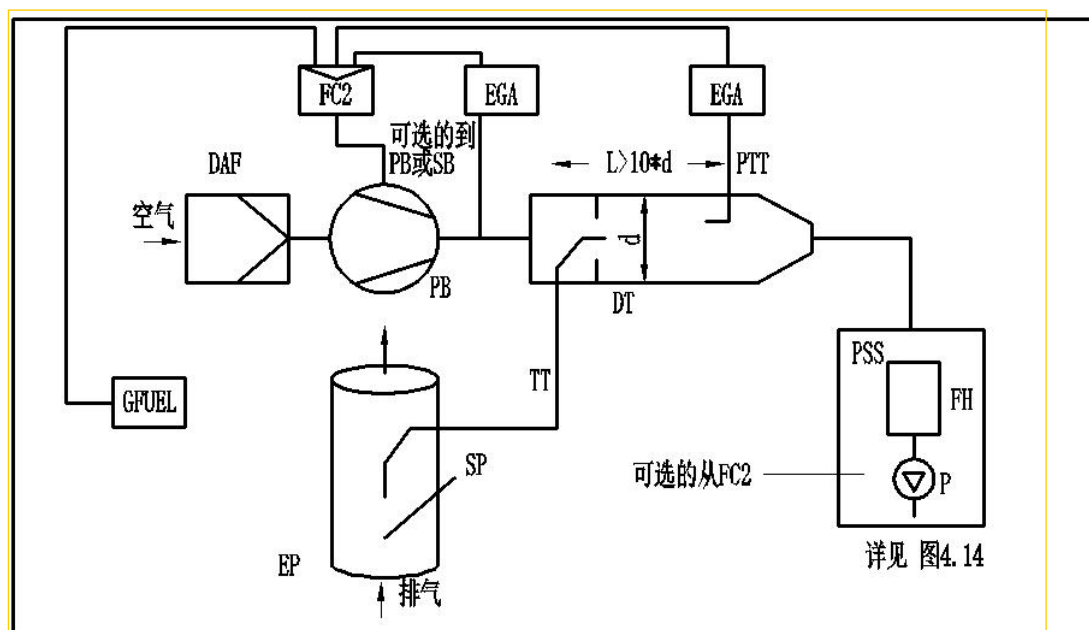 FC2
EGA
EGA
可选的到
PB或SB
DAF
L>10*d
PTT
空气
d
PB
DT
PSS
FH
TT
GFUEL
SP
可选的从FC2
P
EP
排气
详见 图4.14